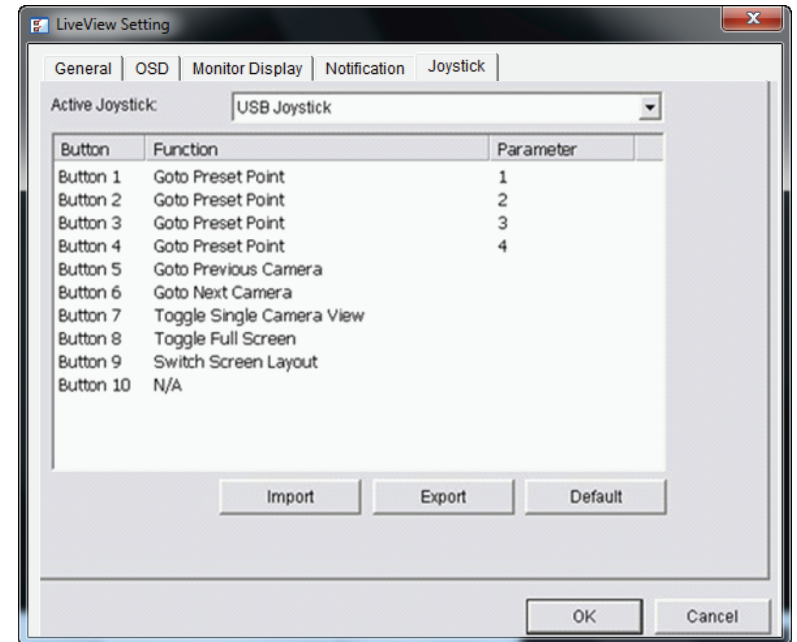 LiveView Setting
General OSD Monitor Display Notification Joystick
Active Joystick: USB Joystick
Button Function Parameter
Button 1 Goto Preset Point 1
Button 2 Goto Preset Point 2
Button 3 Goto Preset Point 3
Button 4 Goto Preset Point 4
Button 5 Goto Previous Camera
Button 6 Goto Next Camera
Button 7 Toggle Single Camera View
Button 8 Toggle Full Screen
Button 9 Switch Screen Layout
Button 10 N/A
Import Export Default
OK Cancel